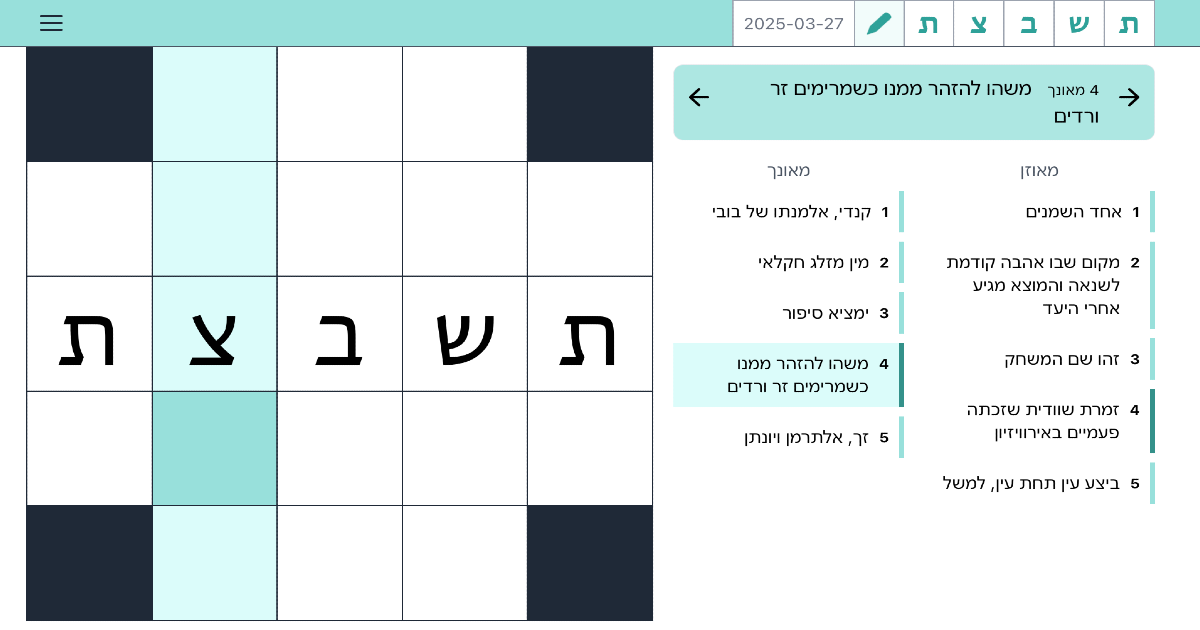 תשבצת 2025-03-27
4 מאונך משהו להזהר ממנו כשמרימים זר
ורדים
מאוזן
1 אחד השמנים
2 מקום שבו אהבה קודמת
לשנאה והמוצא מגיע
אחרי היעד
3 זהו שם המשחק
4 זמרת שוודית שזכתה
פעמיים באירוויזיון
5 ביצע עין תחת עין, למשל
מאונך
1 קנדי, אלמנתו של בובי
2 מין מזלג חקלאי
3 ימציא סיפור
4 משהו להזהר ממנו
כשמרימים זר ורדים
5 זך, אלתרמן ויונתן
תשבצת